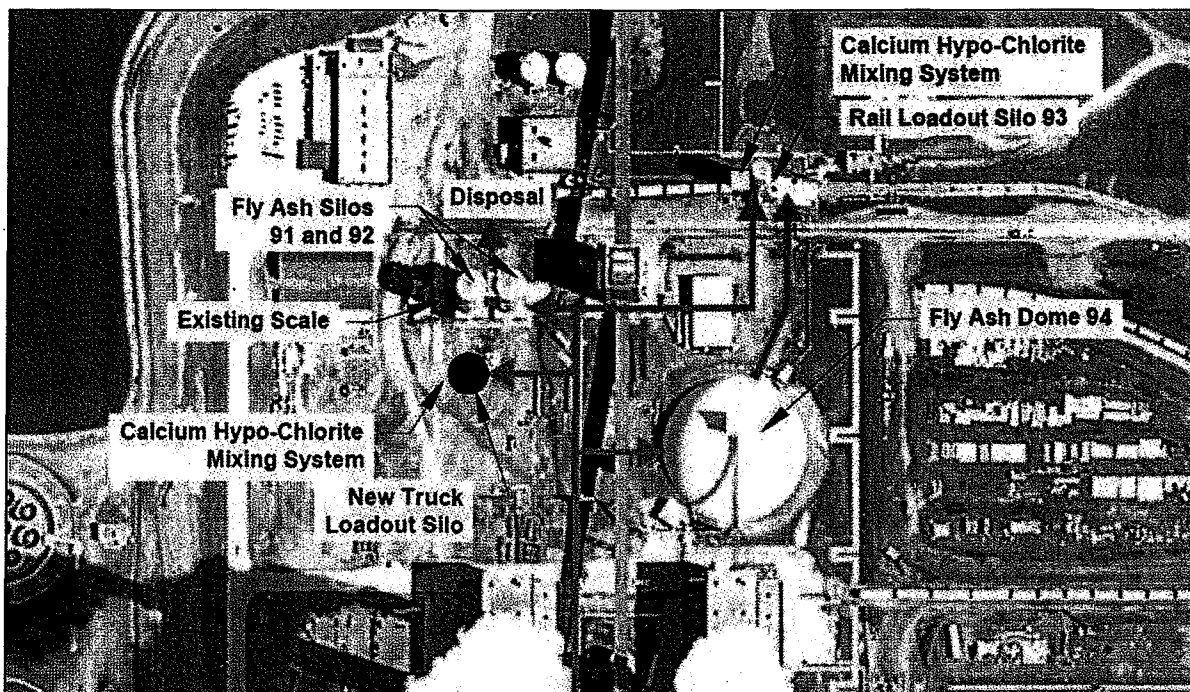 Calcium Hypo-Chlorite
Mixing System
Rail Loadout Silo 93
Disposal
Fly Ash Silos
91 and 92
Existing Scale
Fly Ash Dome 94
Calcium Hypo-Chlorite
Mixing System
New Truck
Loadout Silo